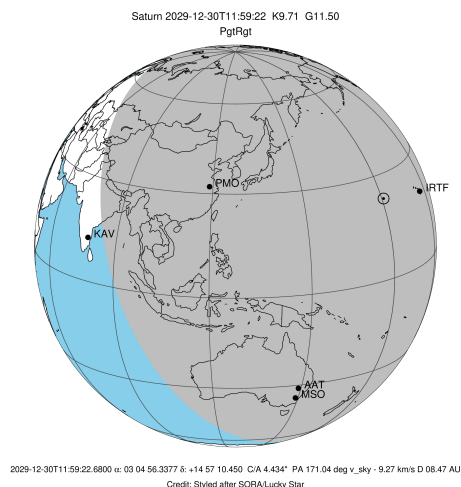 Saturn 2029-12-30T11:59:22 K9.71 G11.50
PgtRgt
PMO
IRTF
KAV
AAT
MSO
2029-12-30T11:59:22.6800 α: 03 04 56.3377 δ: +14 57 10.450 C/A 4.434" PA 171.04 deg v_sky - 9.27 km/s D 08.47 AU
Credit: Styled after SORA/Lucky Star